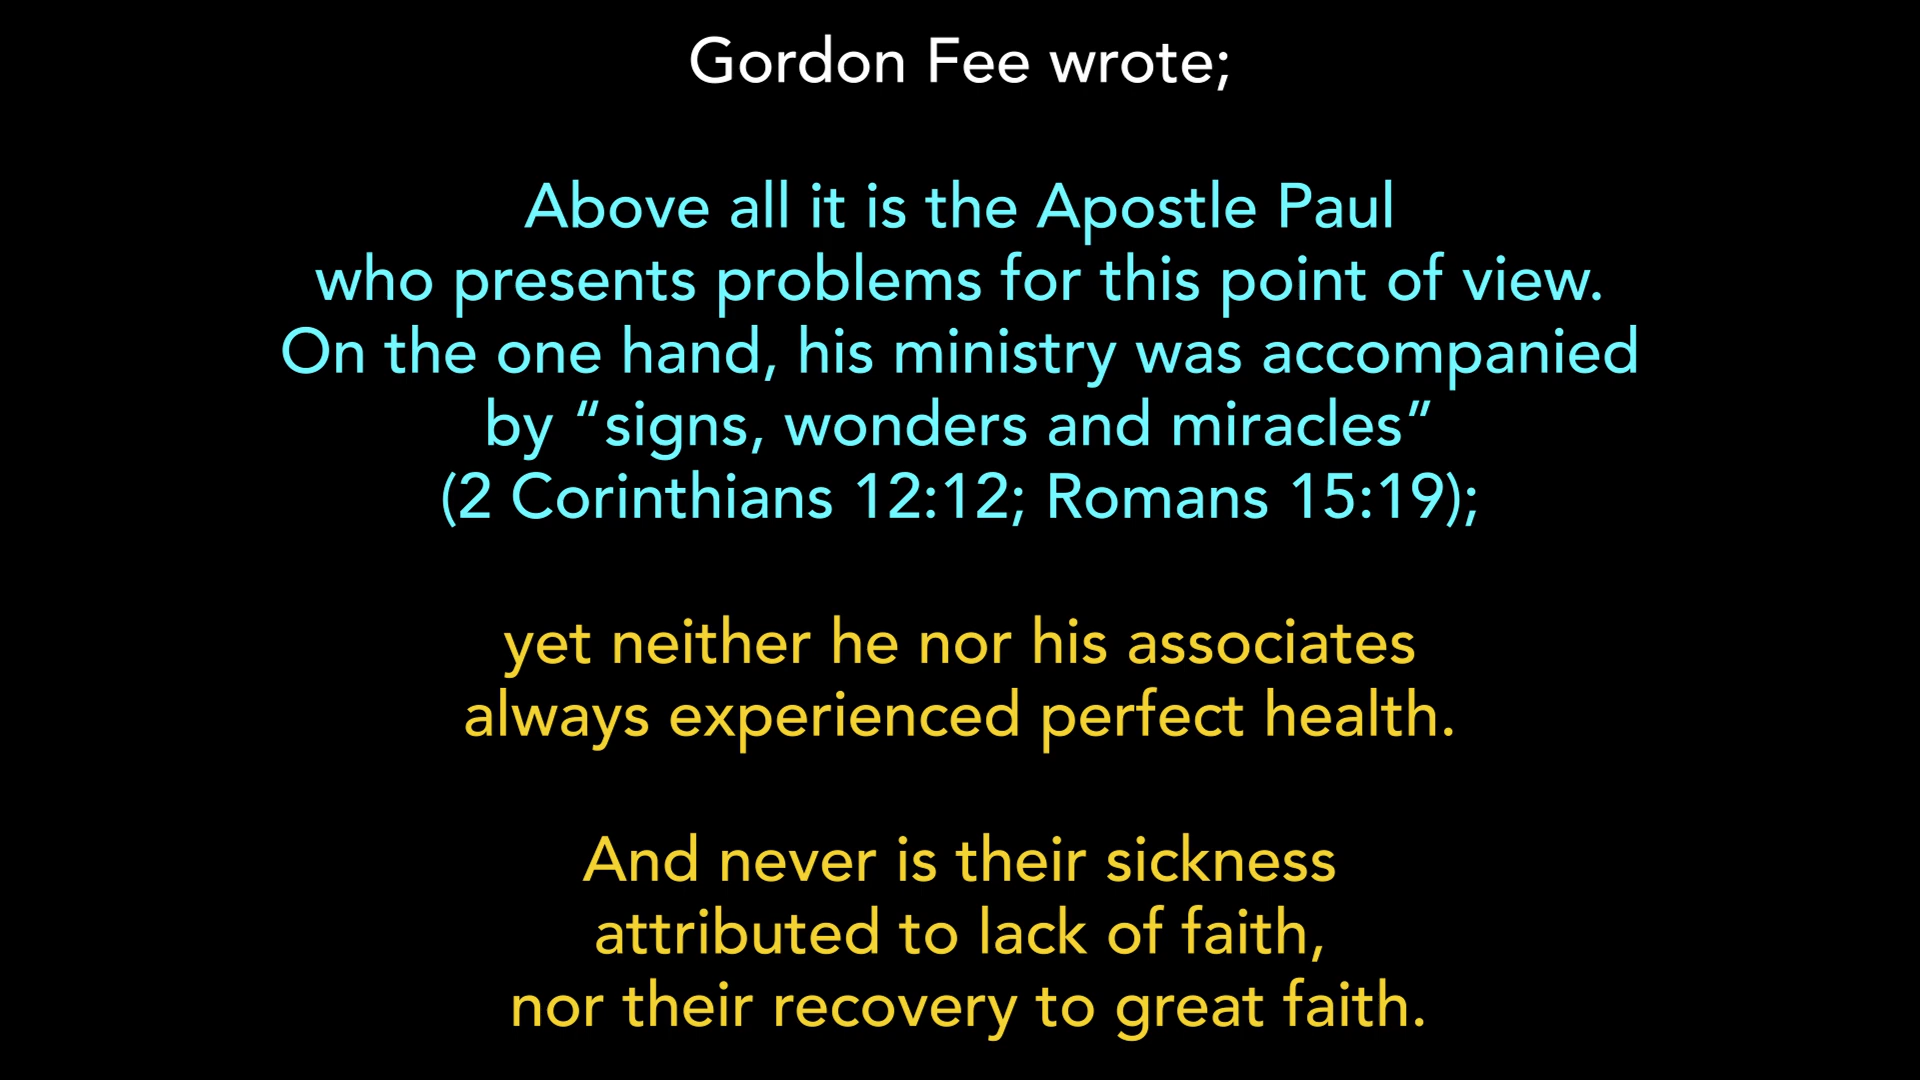 Gordon Fee wrote;
Above all it is the Apostle Paul
who presents problems for this point of view.
On the one hand, his ministry was accompanied
by “signs, wonders and miracles”
(2 Corinthians 12:12; Romans 15:19);
yet neither he nor his associates
always experienced perfect health.
And never is their sickness
attributed to lack of faith,
nor their recovery to great faith.